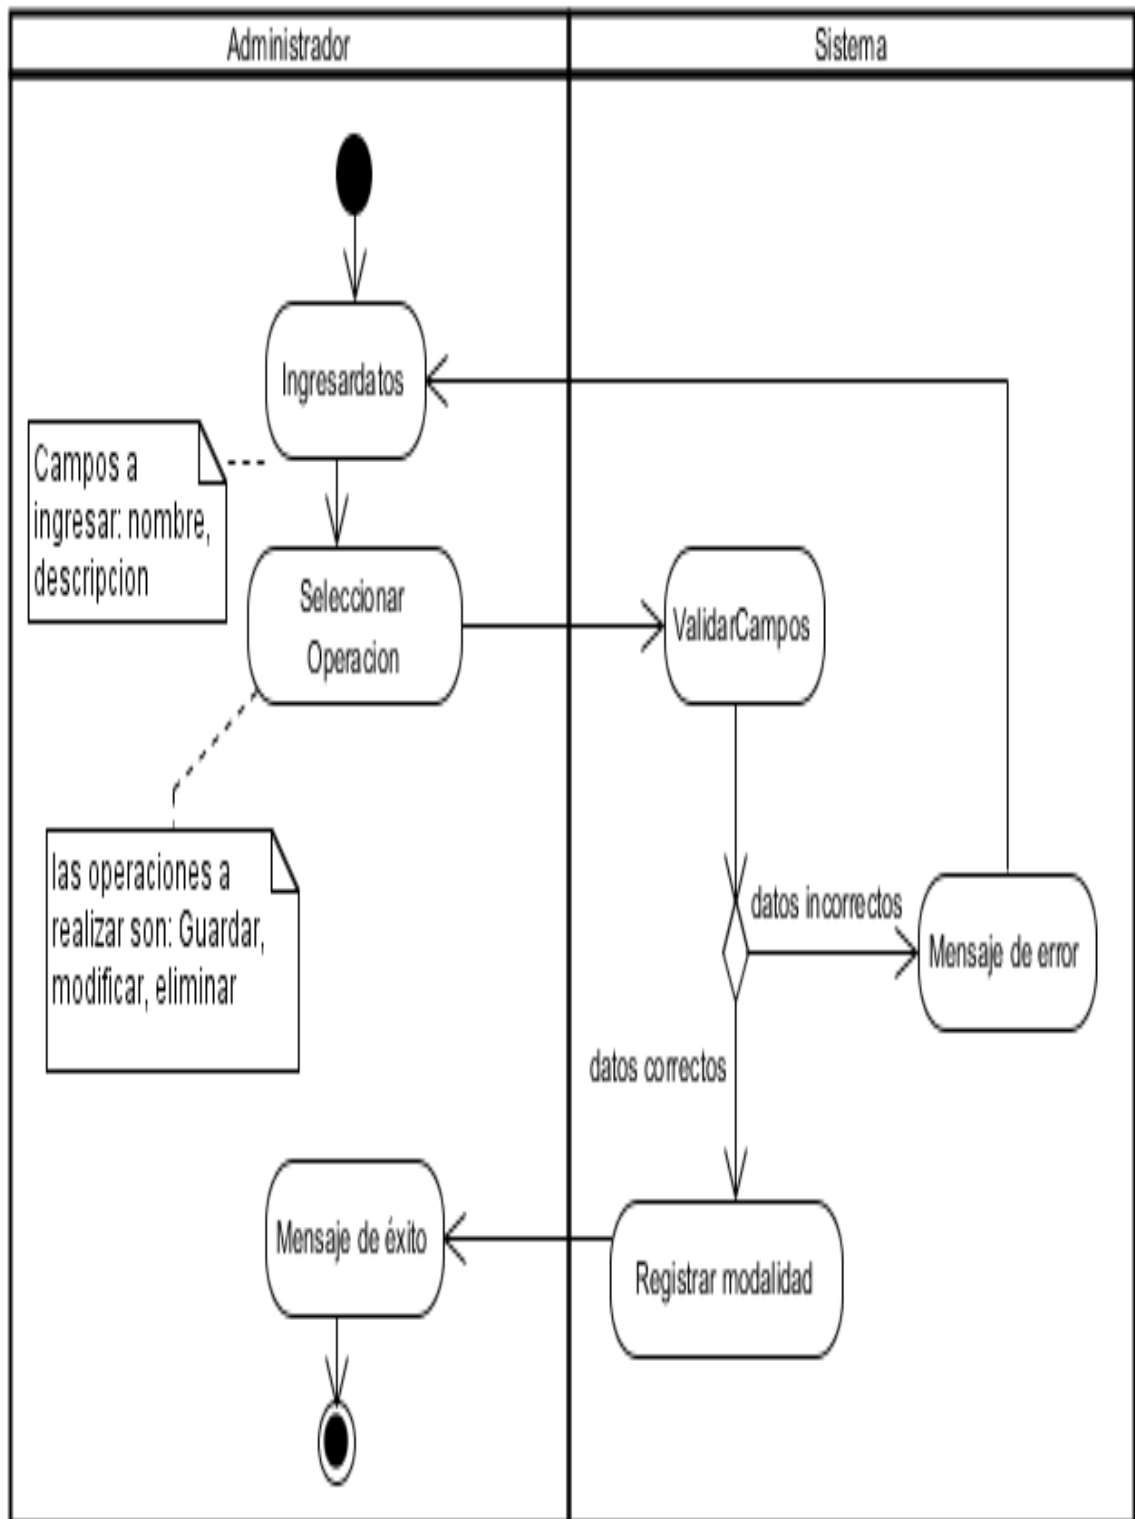 Administrador
Sistema
Ingresardatos
Campos a
ingresar: nombre,
descripcion
Seleccionar
Operacion
ValidarCampos
las operaciones a
realizar son: Guardar,
modificar, eliminar
datos incorrectos
Mensaje de error
datos correctos
Mensaje de éxito
Registrar modalidad